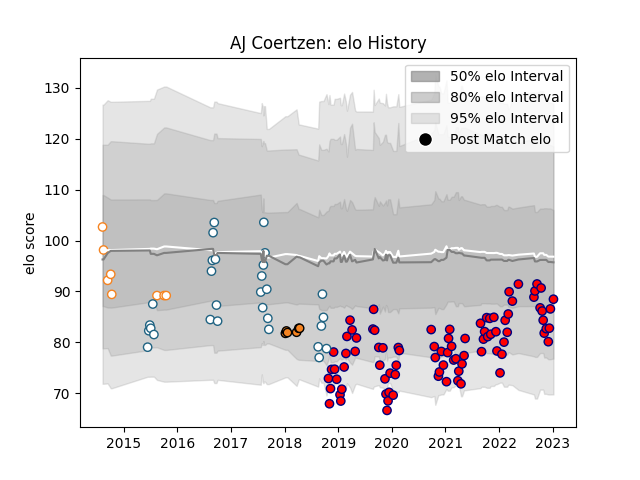 AJ Coertzen: elo History
50% elo Interval
80% elo Interval
95% elo Interval
Post Match elo
elo score
130
120
110
100
90
80
70
2015 2016 2017 2018 2019 2020 2021 2022 2023